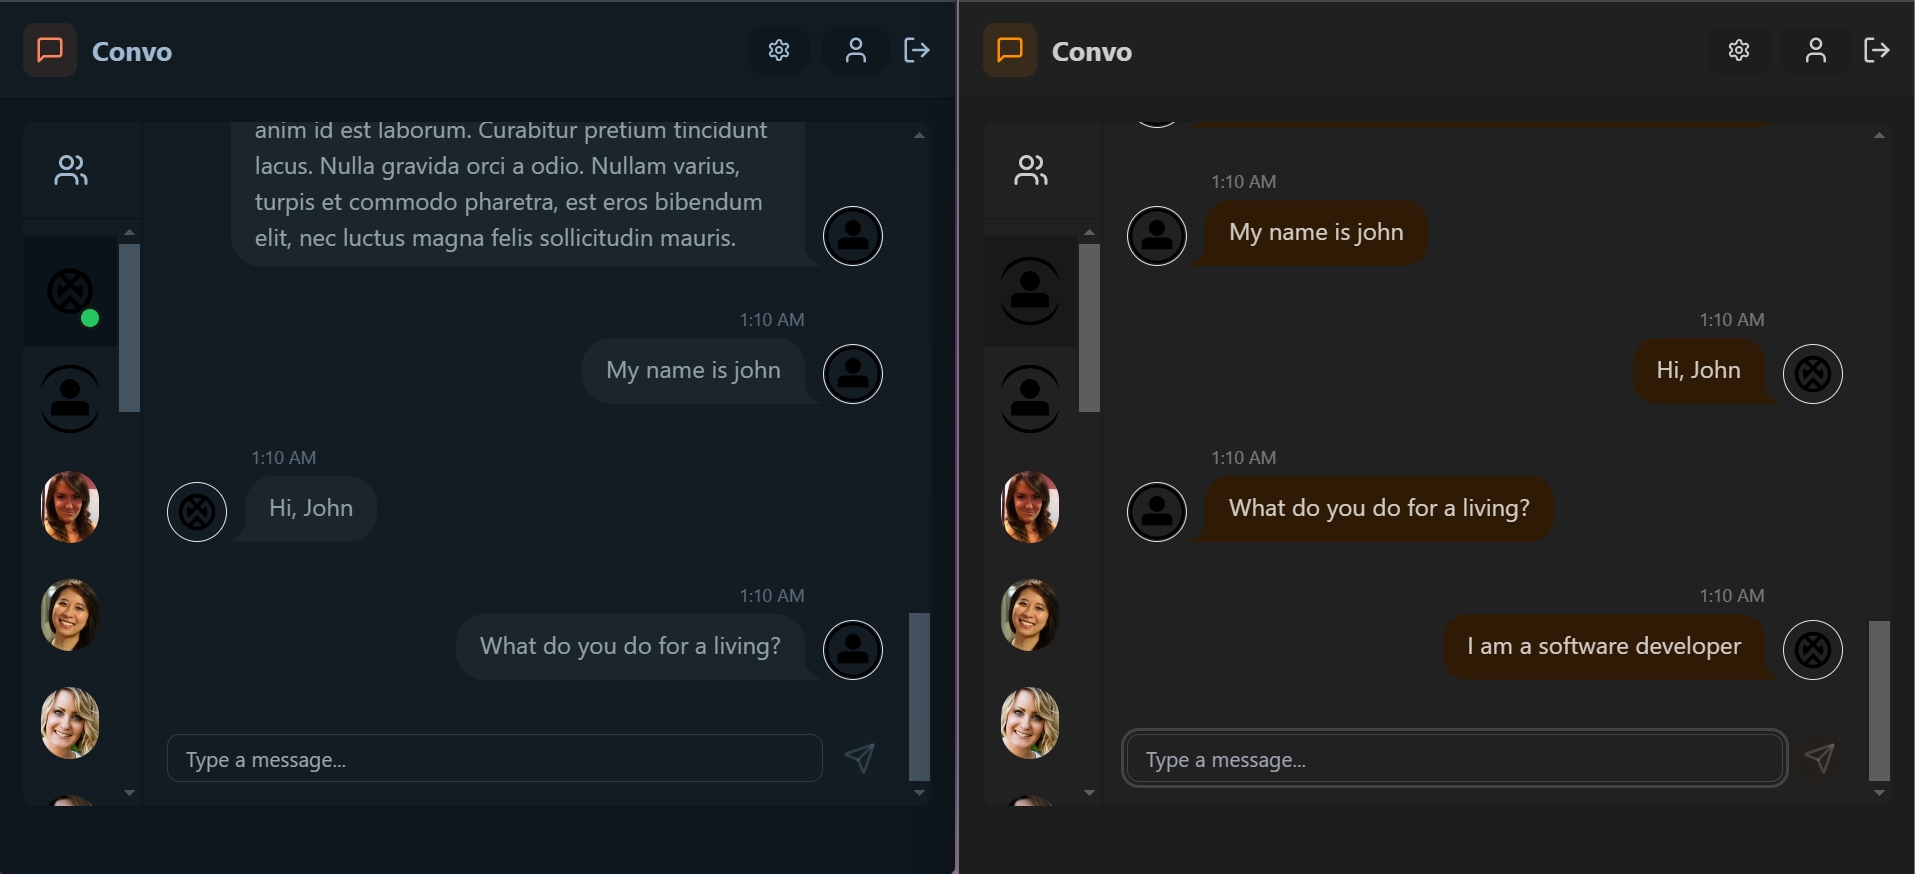 Convo
anim id est laborum. Curabitur pretium tincidunt
lacus. Nulla gravida orci a odio. Nullam varius,
turpis et commodo pharetra, est eros bibendum
elit, nec luctus magna felis sollicitudin mauris.
1:10 AM
My name is john
1:10 AM
Hi, John
1:10 AM
What do you do for a living?
Type a message...
Convo
1:10 AM
My name is john
1:10 AM
Hi, John
1:10 AM
What do you do for a living?
1:10 AM
I am a software developer
Type a message...